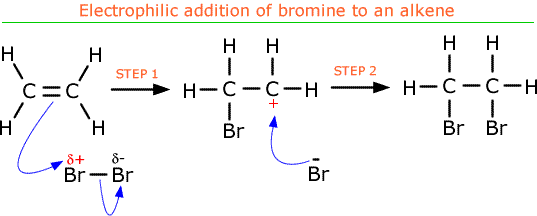 Electrophilic addition of bromine to an alkene
H H H H H
H C C H STEP 1 H C C H STEP 2 H C C H
+
H H Br Br Br
δ+ δ- -
Br Br Br